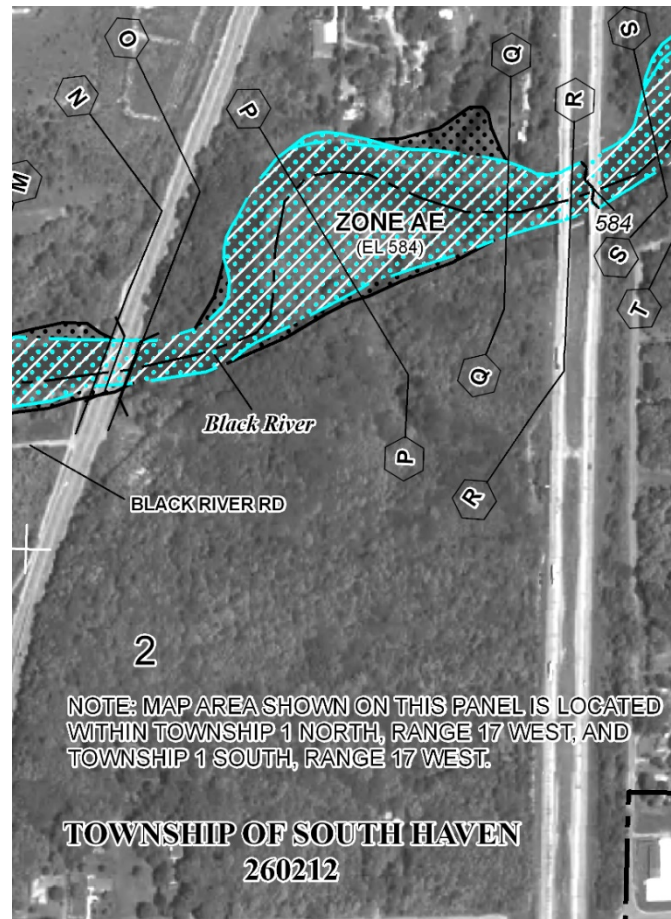 O
S
N
Q
P
R
M
ZONE AE
(EL 584)
584
S
T
Q
Black River
P
R
BLACK RIVER RD
2
NOTE: MAP AREA SHOWN ON THIS PANEL IS LOCATED
WITHIN TOWNSHIP 1 NORTH, RANGE 17 WEST, AND
TOWNSHIP 1 SOUTH, RANGE 17 WEST.
TOWNSHIP OF SOUTH HAVEN
260212